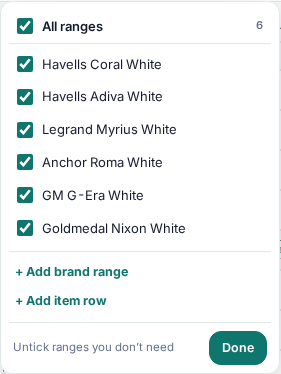 All ranges 6
Havells Coral White
Havells Adiva White
Legrand Myrius White
Anchor Roma White
GM G-Era White
Goldmedal Nixon White
+ Add brand range
+ Add item row
Untick ranges you don't need Done